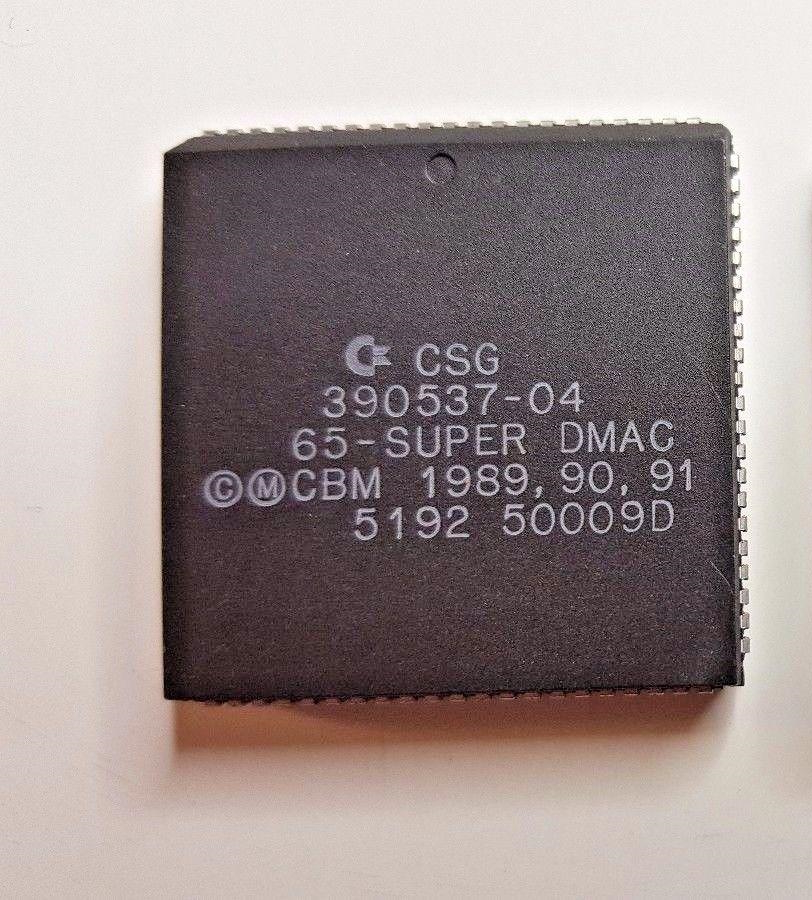 CSG
390537-04
65-SUPER DMAC
©ⓂCBM 1989,90,91
5192 50009D